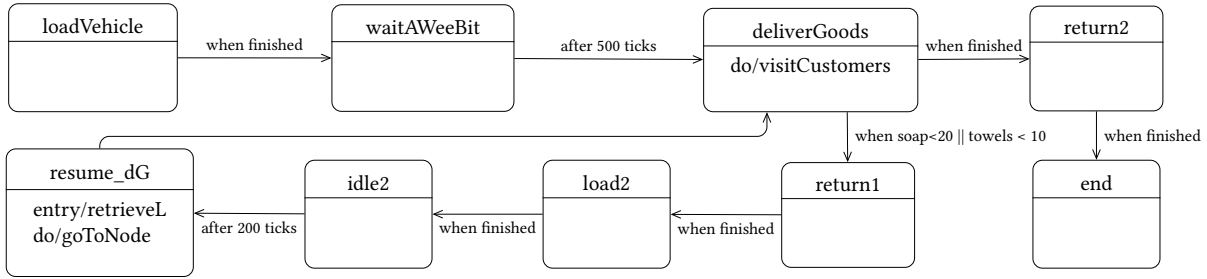 loadVehicle
when finished
waitAWeeBit
after 500 ticks
deliverGoods
do/visitCustomers
when finished
return2
when soap<20 || towels < 10
when finished
resume_dG
entry/retrieveL
do/goToNode
after 200 ticks
idle2
when finished
load2
when finished
return1
end